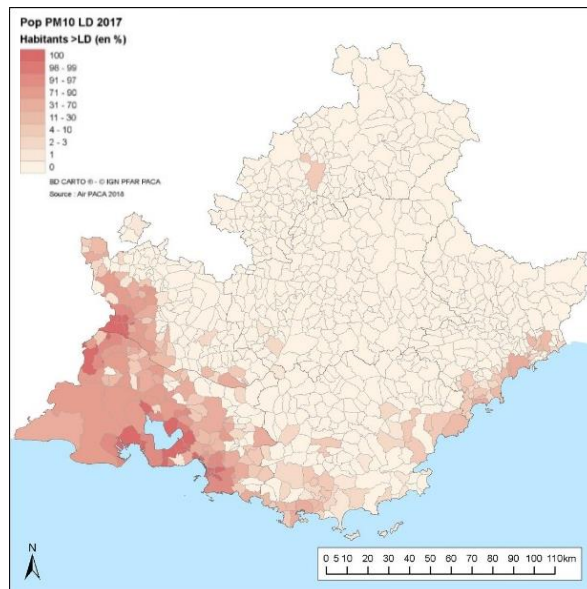 Pop PM10 LD 2017
Habitants >LD (en %)
100
98 - 99
91 - 97
71 - 90
31 - 70
11 - 30
4 - 10
2 - 3
1
0
BD CARTO ® - © IGN PFAR PACA
Source : Air PACA 2018
N
0 5 10 20 30 40 50 60 70 80 90 100 110km